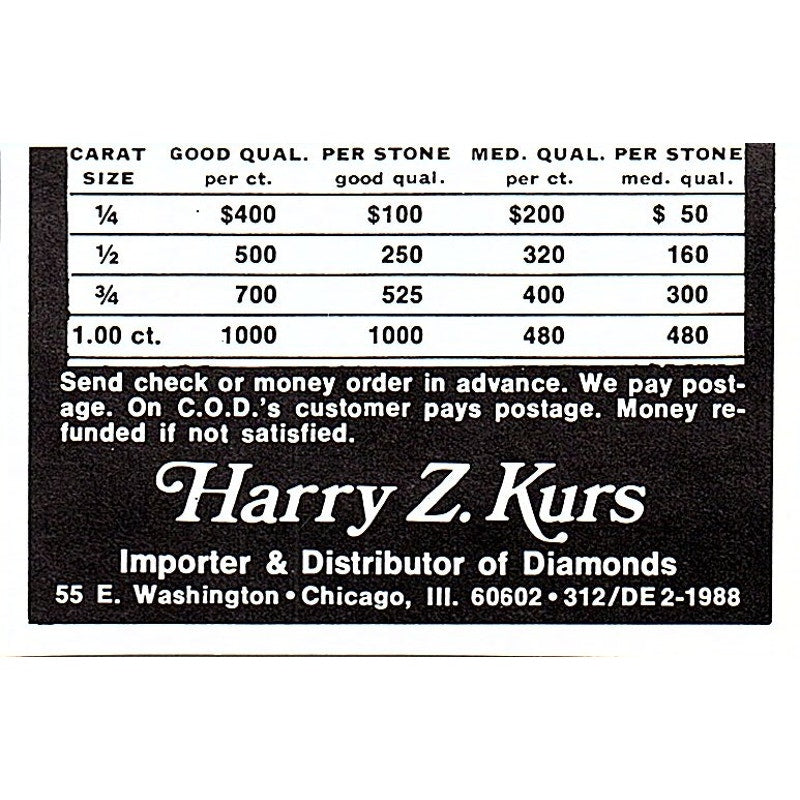 CARAT GOOD QUAL. PER STONE MED. QUAL. PER STONE
SIZE per ct. good qual. per ct. med. qual.
¼ $400 $100 $200 $ 50
½ 500 250 320 160
¾ 700 525 400 300
1.00 ct. 1000 1000 480 480
Send check or money order in advance. We pay post-
age. On C.O.D.'s customer pays postage. Money re-
funded if not satisfied.
Harry Z. Kurs
Importer & Distributor of Diamonds
55 E. Washington • Chicago, Ill. 60602 • 312/DE 2-1988